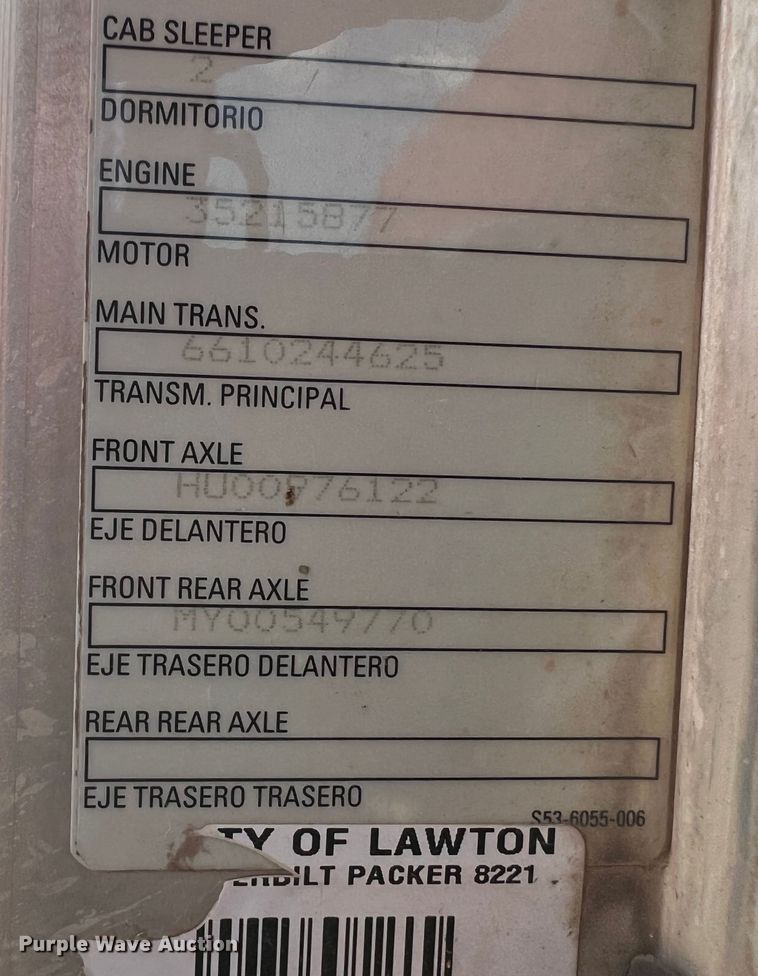 CAB SLEEPER
2
DORMITORIO
ENGINE
35215877
MOTOR
MAIN TRANS.
6610244625
TRANSM. PRINCIPAL
FRONT AXLE
EJE DELANTERO
FRONT REAR AXLE
MY00549770
EJE TRASERO DELANTERO
REAR REAR AXLE
EJE TRASERO TRASERO
S53-6055-006
TY OF LAWTON
ERBILT PACKER 8221
Purple Wave Auction